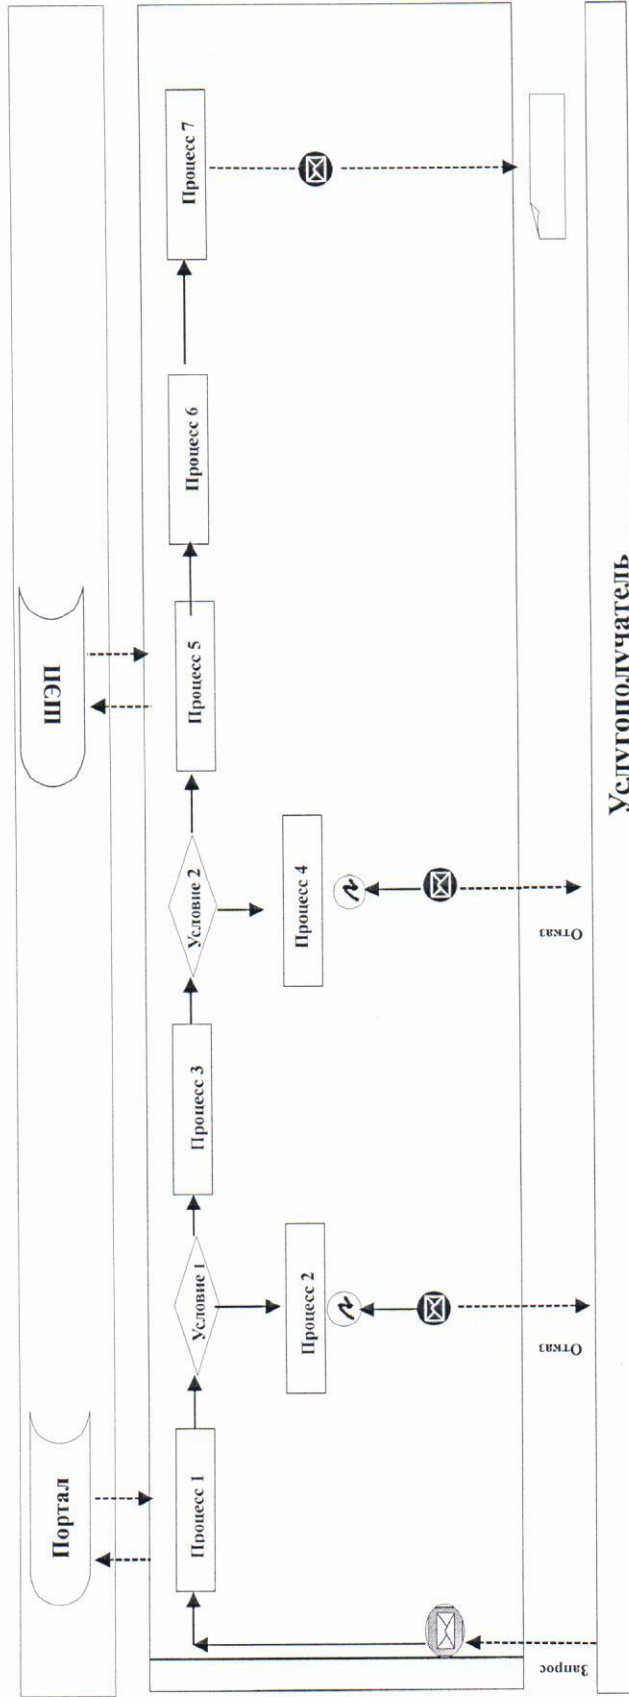 Портал
ПЭШ
Процесс 1
Условие 1
Процесс 3
Условие 2
Процесс 5
Процесс 6
Процесс 7
Процесс 2
Процесс 4
Запрос
Отказ
Отказ
Услугополучатель